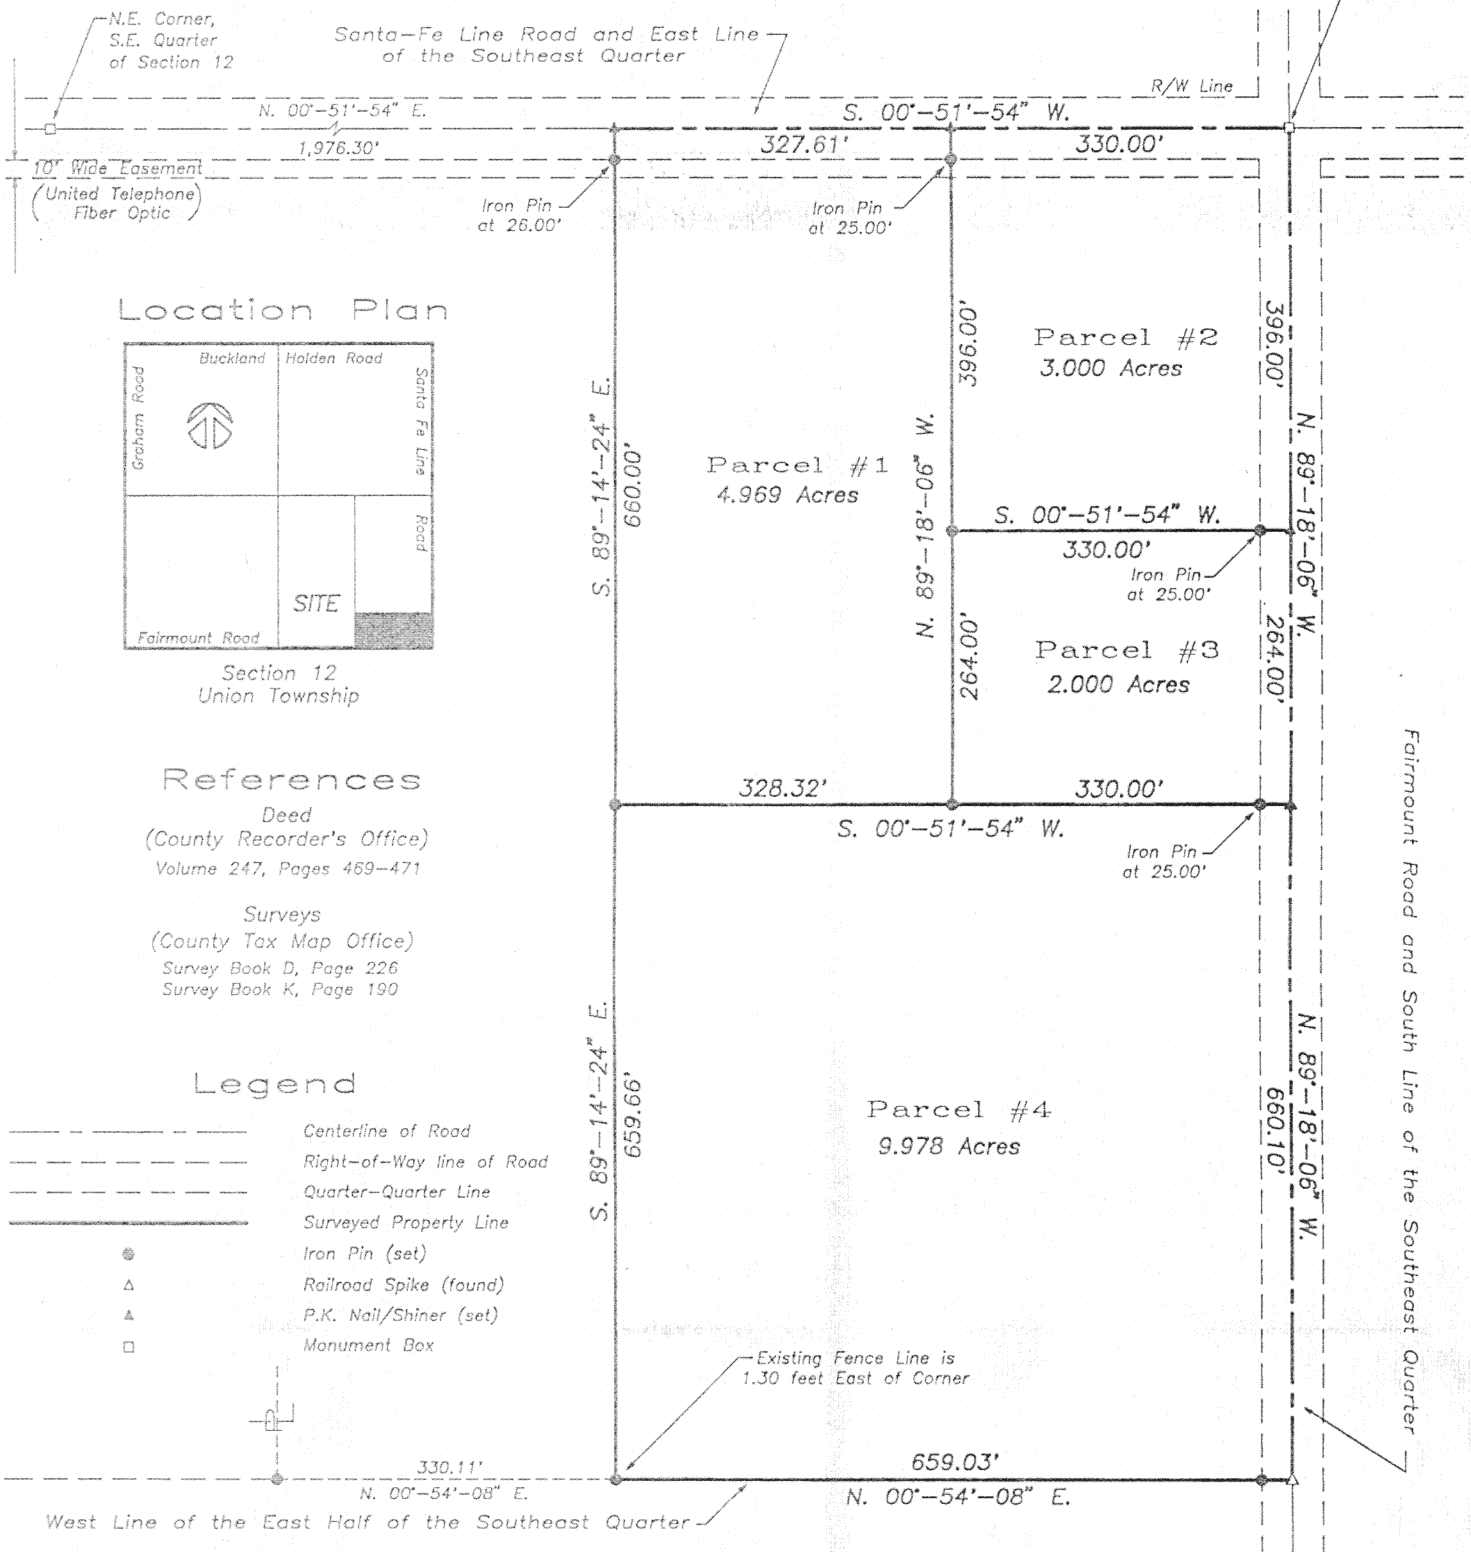 N.E. Corner,
S.E. Quarter
of Section 12
Santa-Fe Line Road and East Line
of the Southeast Quarter
R/W Line
N. 00°-51'-54" E.
1,976.30'
S. 00°-51'-54" W.
327.61'
330.00'
10' Wide Easement
(United Telephone)
Fiber Optic
Iron Pin
at 26.00'
Iron Pin
at 25.00'
Location Plan
Buckland
Holden Road
Graham Road
Santa Fe Line
Road
SITE
Fairmount Road
Section 12
Union Township
S. 89°-14'-24" E.
660.00'
Parcel #1
4.969 Acres
396.00'
N. 89°-18'-06" W.
264.00'
Parcel #2
3.000 Acres
396.00'
N. 89°-18'-06" W.
264.00'
S. 00°-51'-54" W.
330.00'
Iron Pin
at 25.00'
Parcel #3
2.000 Acres
328.32'
330.00'
S. 00°-51'-54" W.
Iron Pin
at 25.00'
References
Deed
(County Recorder's Office)
Volume 247, Pages 469-471
Surveys
(County Tax Map Office)
Survey Book D, Page 226
Survey Book K, Page 190
Fairmount Road and South Line of the Southeast Quarter
S. 89°-14'-24" E.
659.66'
Parcel #4
9.978 Acres
N. 89°-18'-06" W.
660.10'
Legend
Centerline of Road
Right-of-Way line of Road
Quarter-Quarter Line
Surveyed Property Line
Iron Pin (set)
Railroad Spike (found)
P.K. Nail/Shiner (set)
Monument Box
Existing Fence Line is
1.30 feet East of Corner
330.11'
N. 00°-54'-08" E.
659.03'
N. 00°-54'-08" E.
West Line of the East Half of the Southeast Quarter